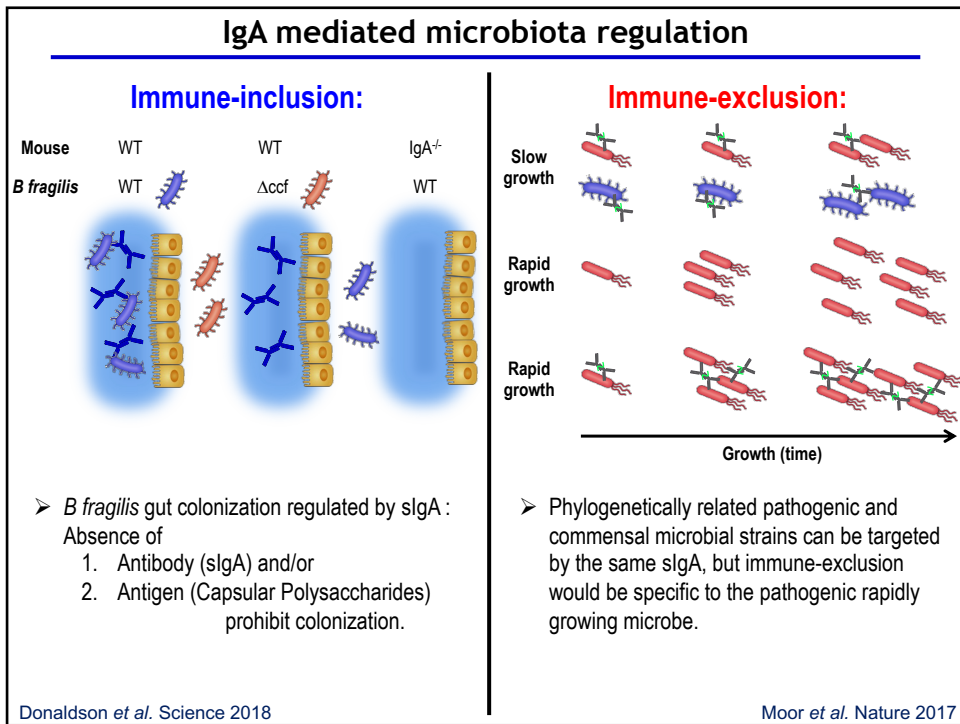 IgA mediated microbiota regulation
Immune-inclusion:
Mouse WT WT IgA-/-
B fragilis WT Δccf WT
➢ B fragilis gut colonization regulated by sIgA :
Absence of
1. Antibody (sIgA) and/or
2. Antigen (Capsular Polysaccharides)
prohibit colonization.
Donaldson et al. Science 2018
Immune-exclusion:
Slow
growth
Rapid
growth
Rapid
growth
Growth (time)
➢ Phylogenetically related pathogenic and
commensal microbial strains can be targeted
by the same sIgA, but immune-exclusion
would be specific to the pathogenic rapidly
growing microbe.
Moor et al. Nature 2017